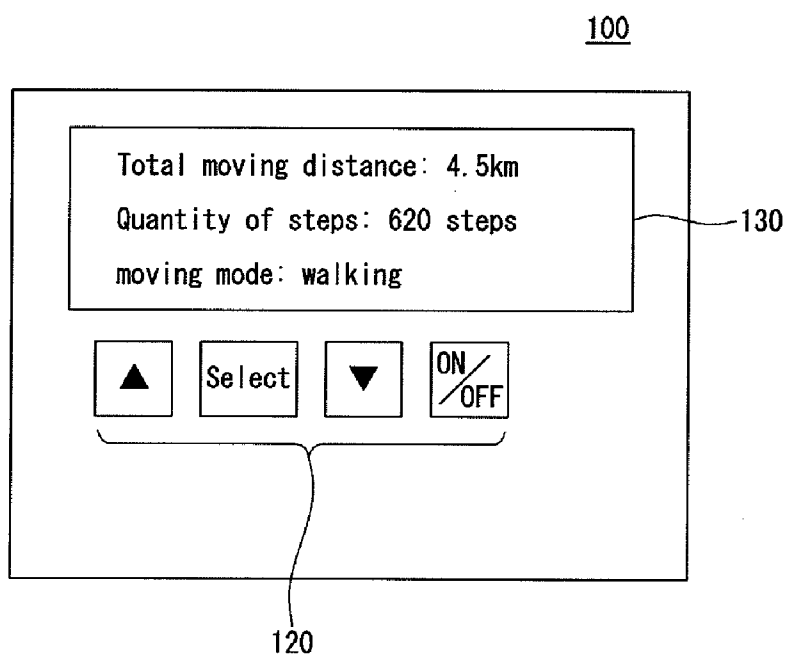 100
Total moving distance: 4.5km
Quantity of steps: 620 steps
130
moving mode: walking
▲ Select ▼ ON/OFF
120